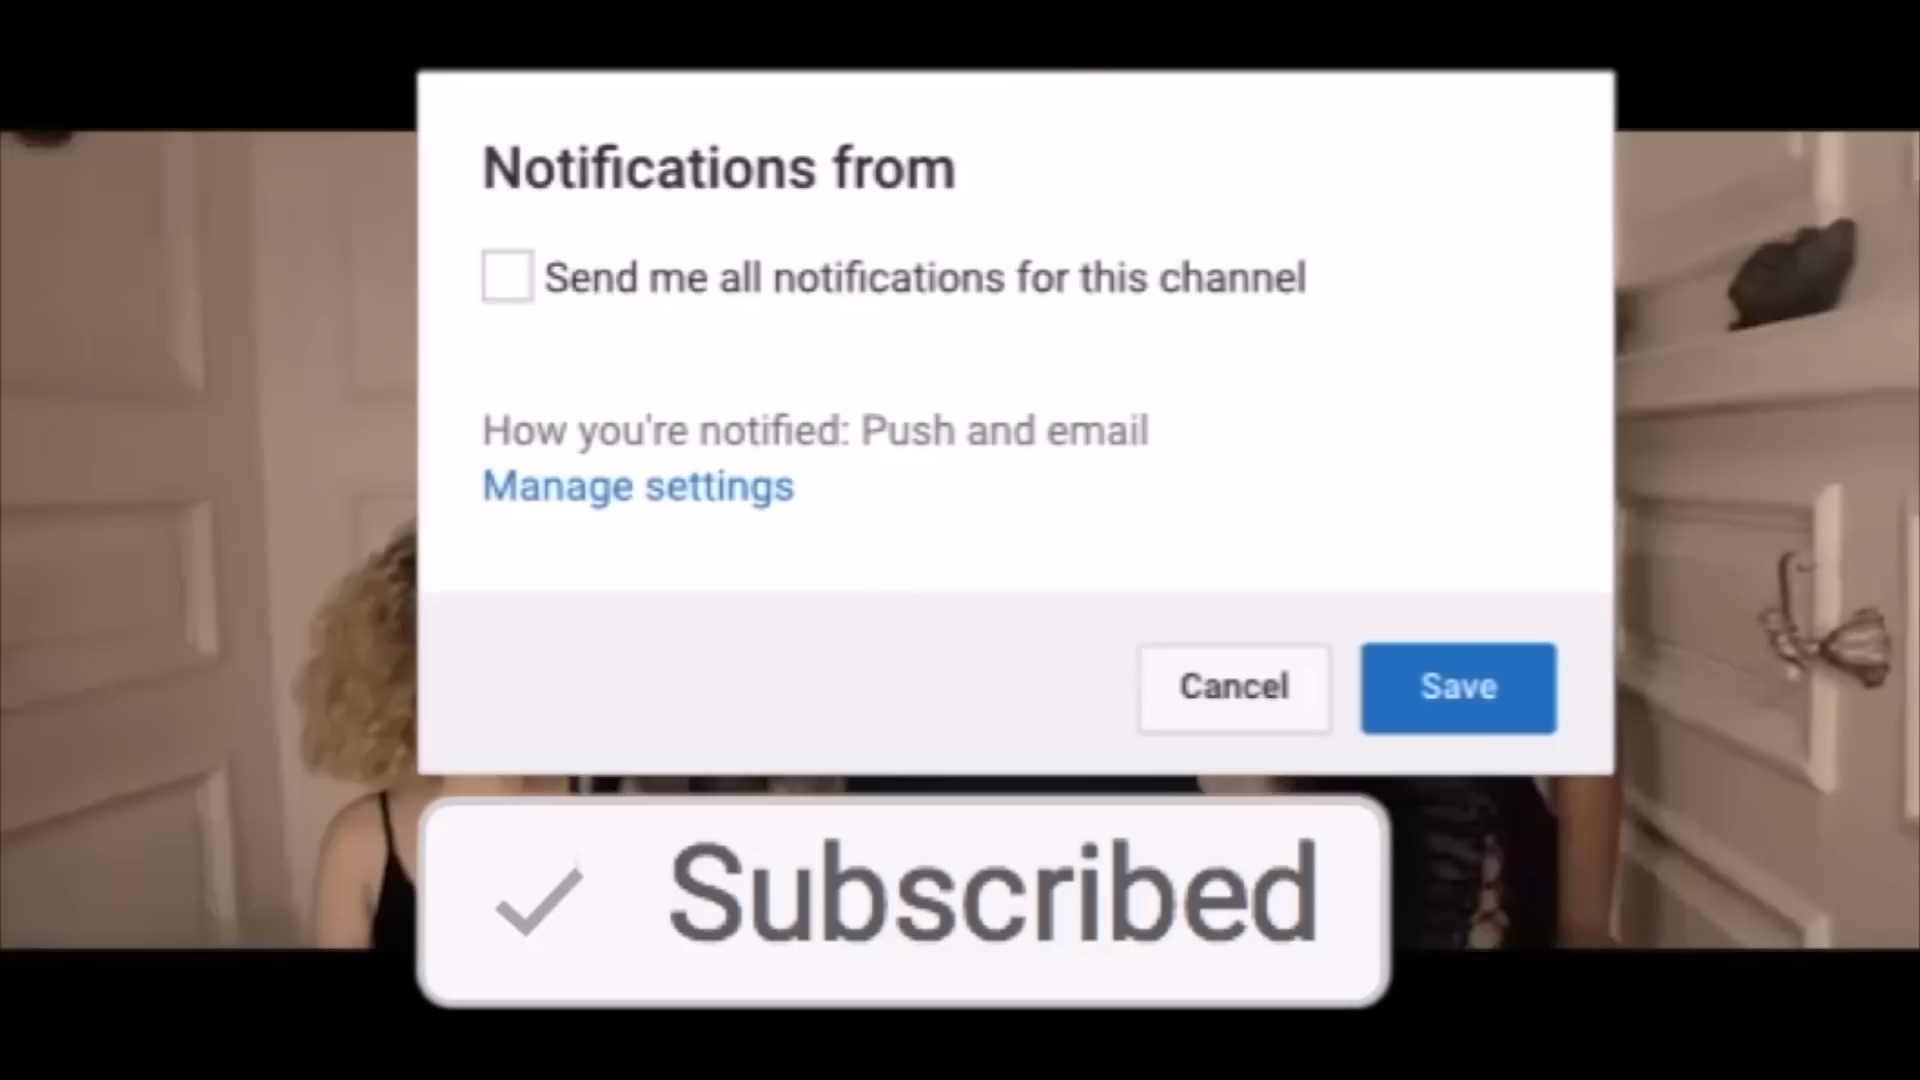 Notifications from
Send me all notifications for this channel
How you're notified: Push and email
Manage settings
Cancel
Save
Subscribed